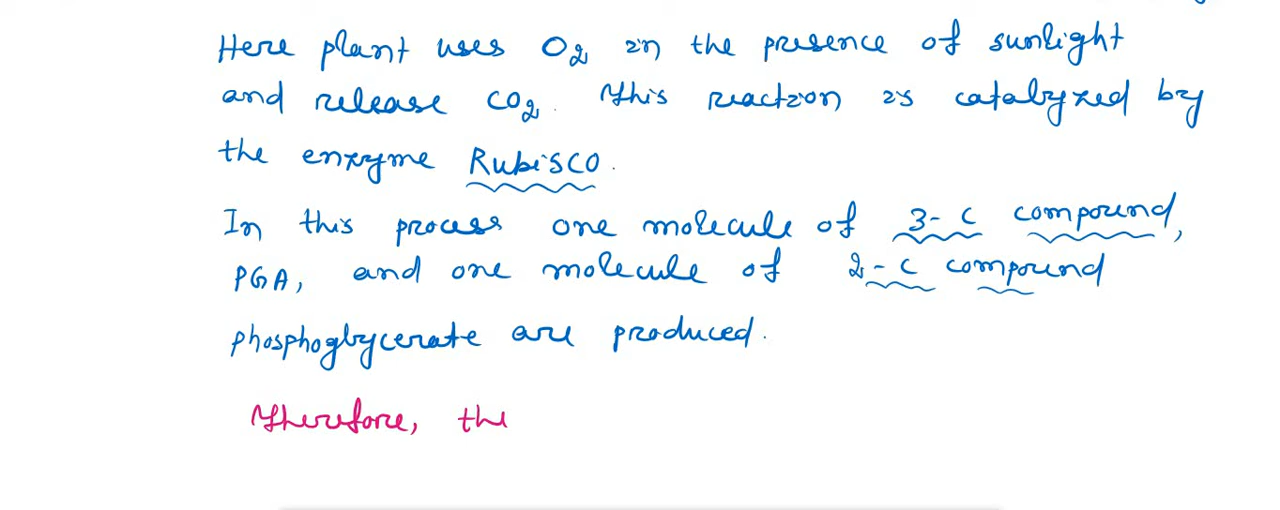 Here plant uses O2 in the presence of sunlight
and release CO2. This reaction is catalyzed by
the enzyme RubisCO.
In this process one molecule of 3-C compound,
PGA, and one molecule of 2-C compound
phosphoglycerate are produced.
Therefore, the